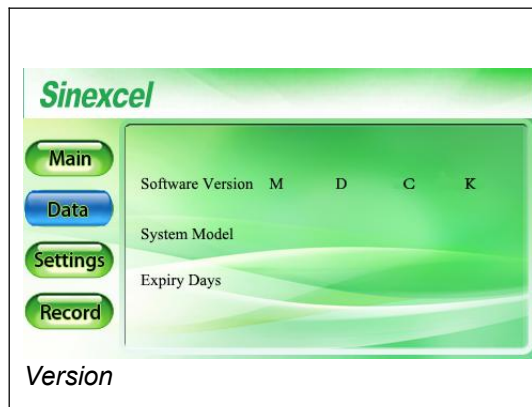 Sinexcel
Main
Data
Settings
Record
Software Version M D C K
System Model
Expiry Days
Version